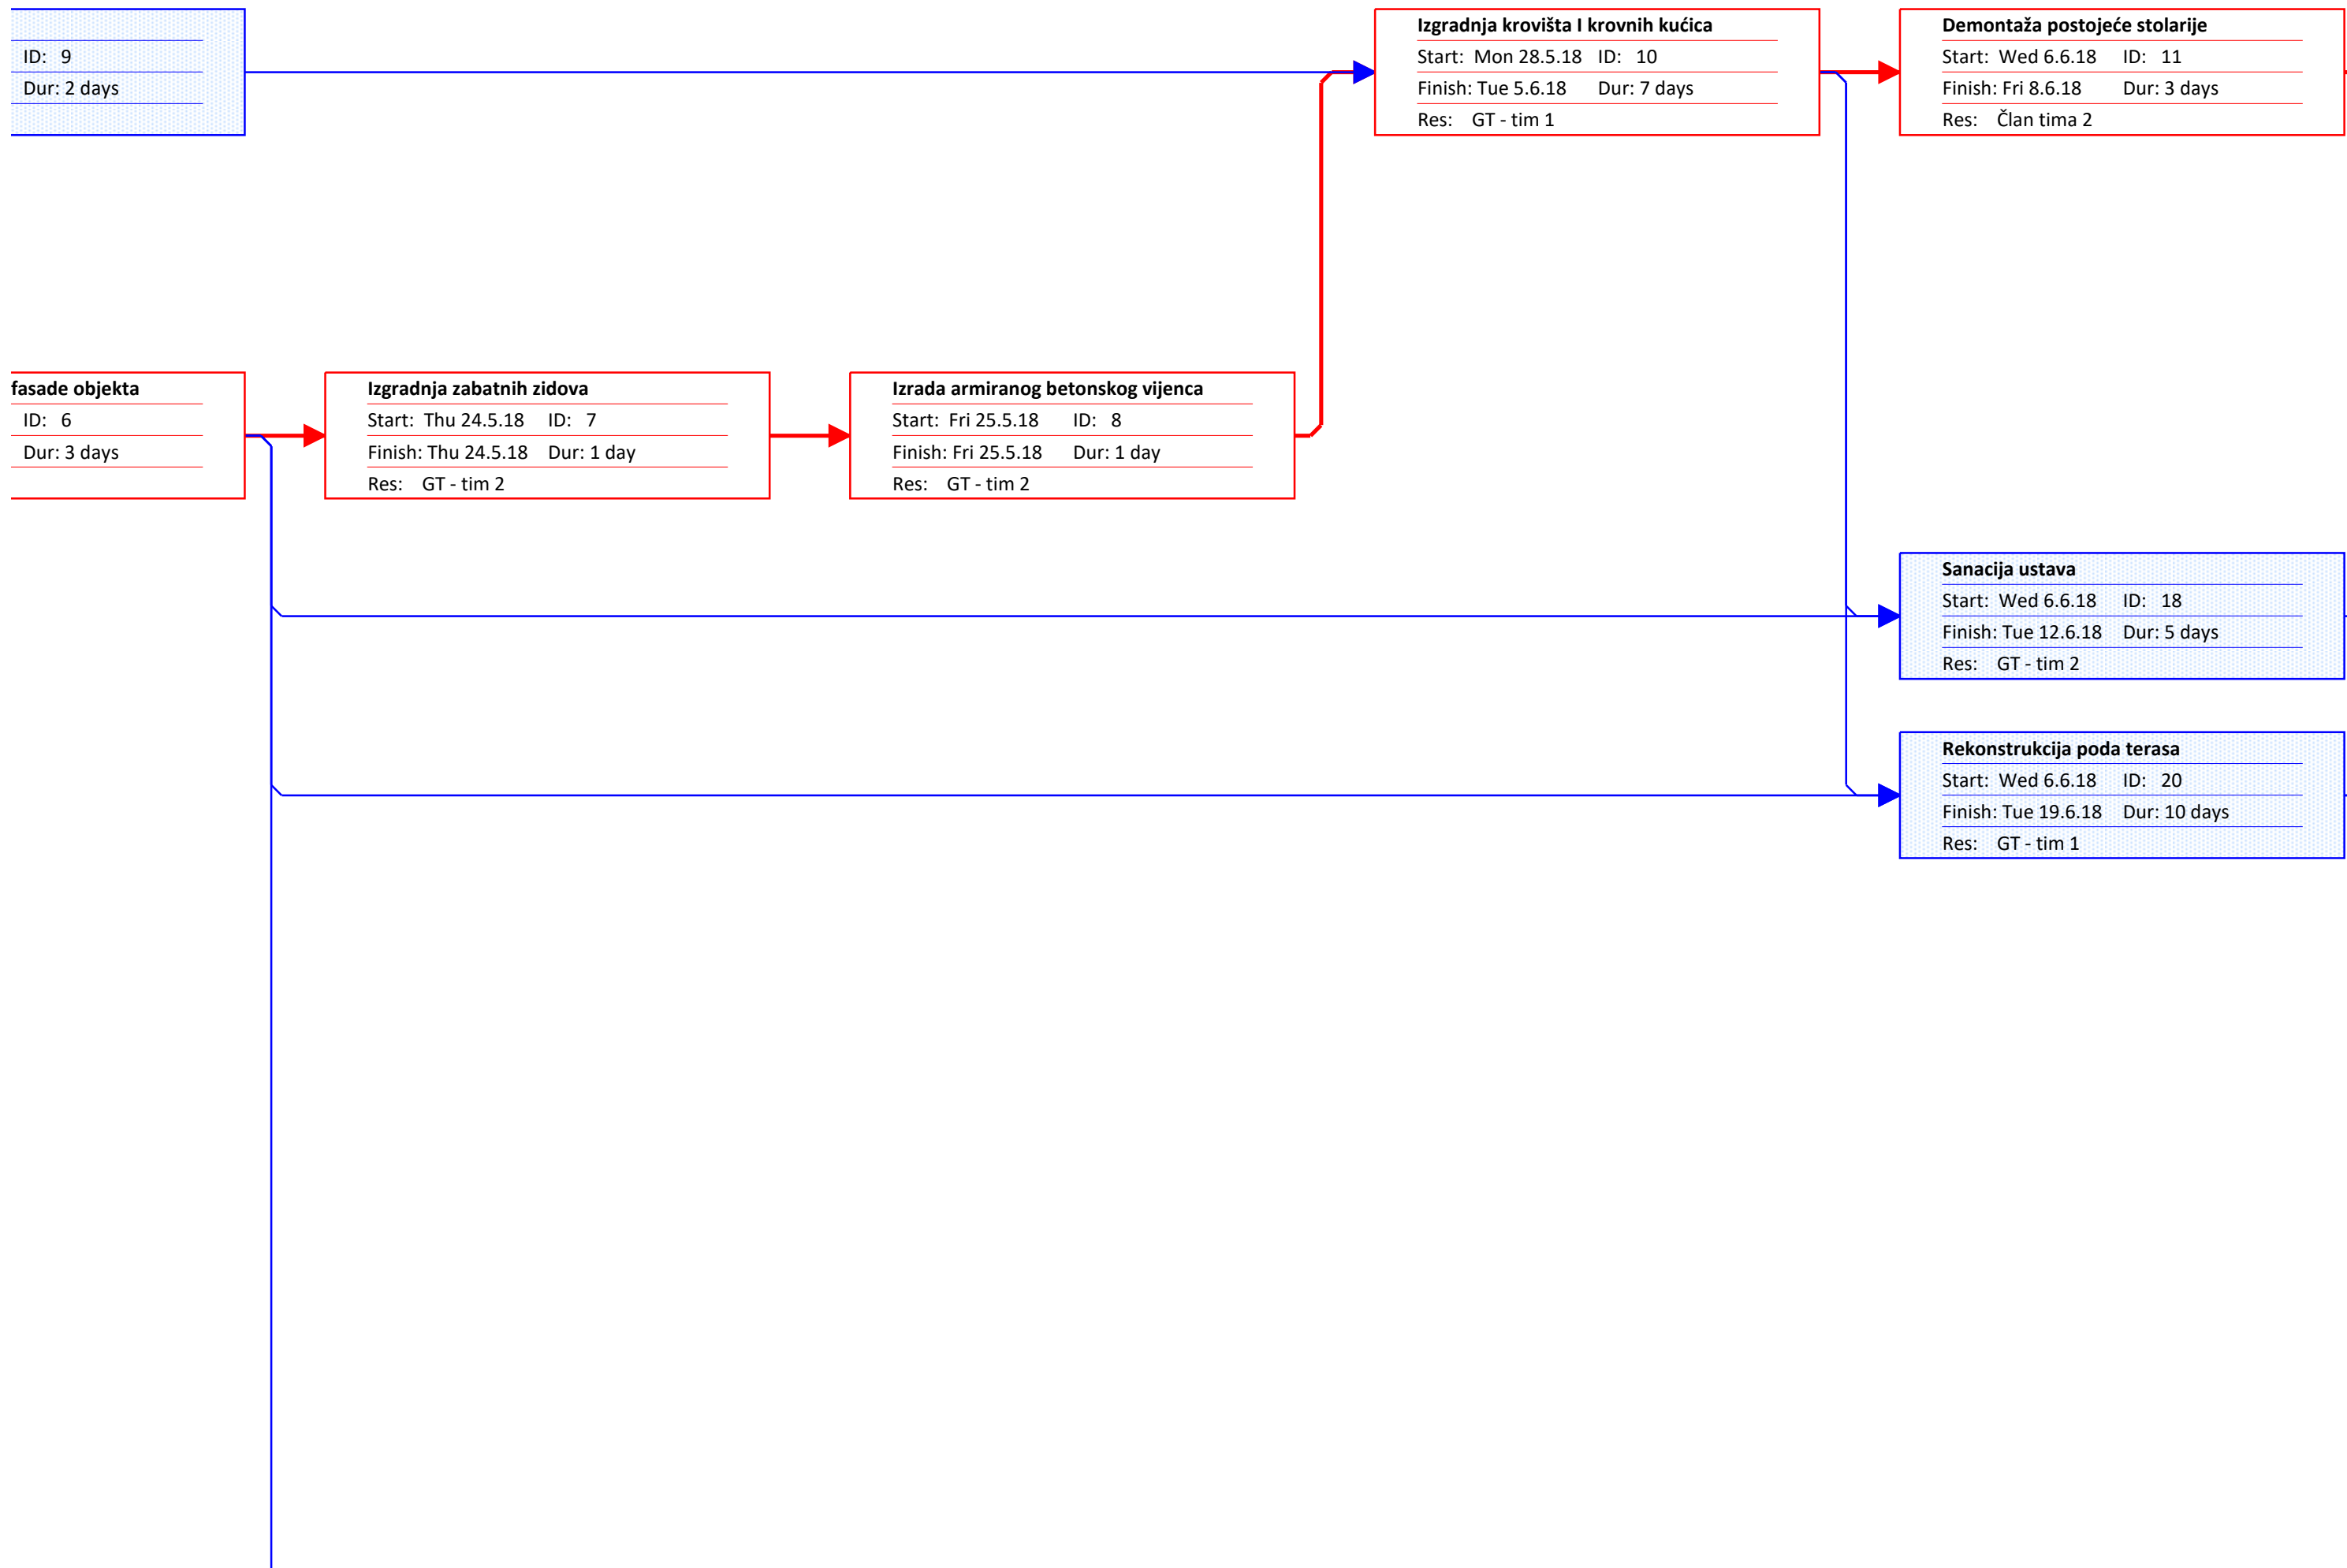 ID: 9
Dur: 2 days
Izgradnja krovišta I krovnih kućica
Start: Mon 28.5.18 ID: 10
Finish: Tue 5.6.18 Dur: 7 days
Res: GT - tim 1
Demontaža postojeće stolarije
Start: Wed 6.6.18 ID: 11
Finish: Fri 8.6.18 Dur: 3 days
Res: Član tima 2
fasade objekta
ID: 6
Dur: 3 days
Izgradnja zabatnih zidova
Start: Thu 24.5.18 ID: 7
Finish: Thu 24.5.18 Dur: 1 day
Res: GT - tim 2
Izrada armiranog betonskog vijenca
Start: Fri 25.5.18 ID: 8
Finish: Fri 25.5.18 Dur: 1 day
Res: GT - tim 2
Sanacija ustava
Start: Wed 6.6.18 ID: 18
Finish: Tue 12.6.18 Dur: 5 days
Res: GT - tim 2
Rekonstrukcija poda terasa
Start: Wed 6.6.18 ID: 20
Finish: Tue 19.6.18 Dur: 10 days
Res: GT - tim 1